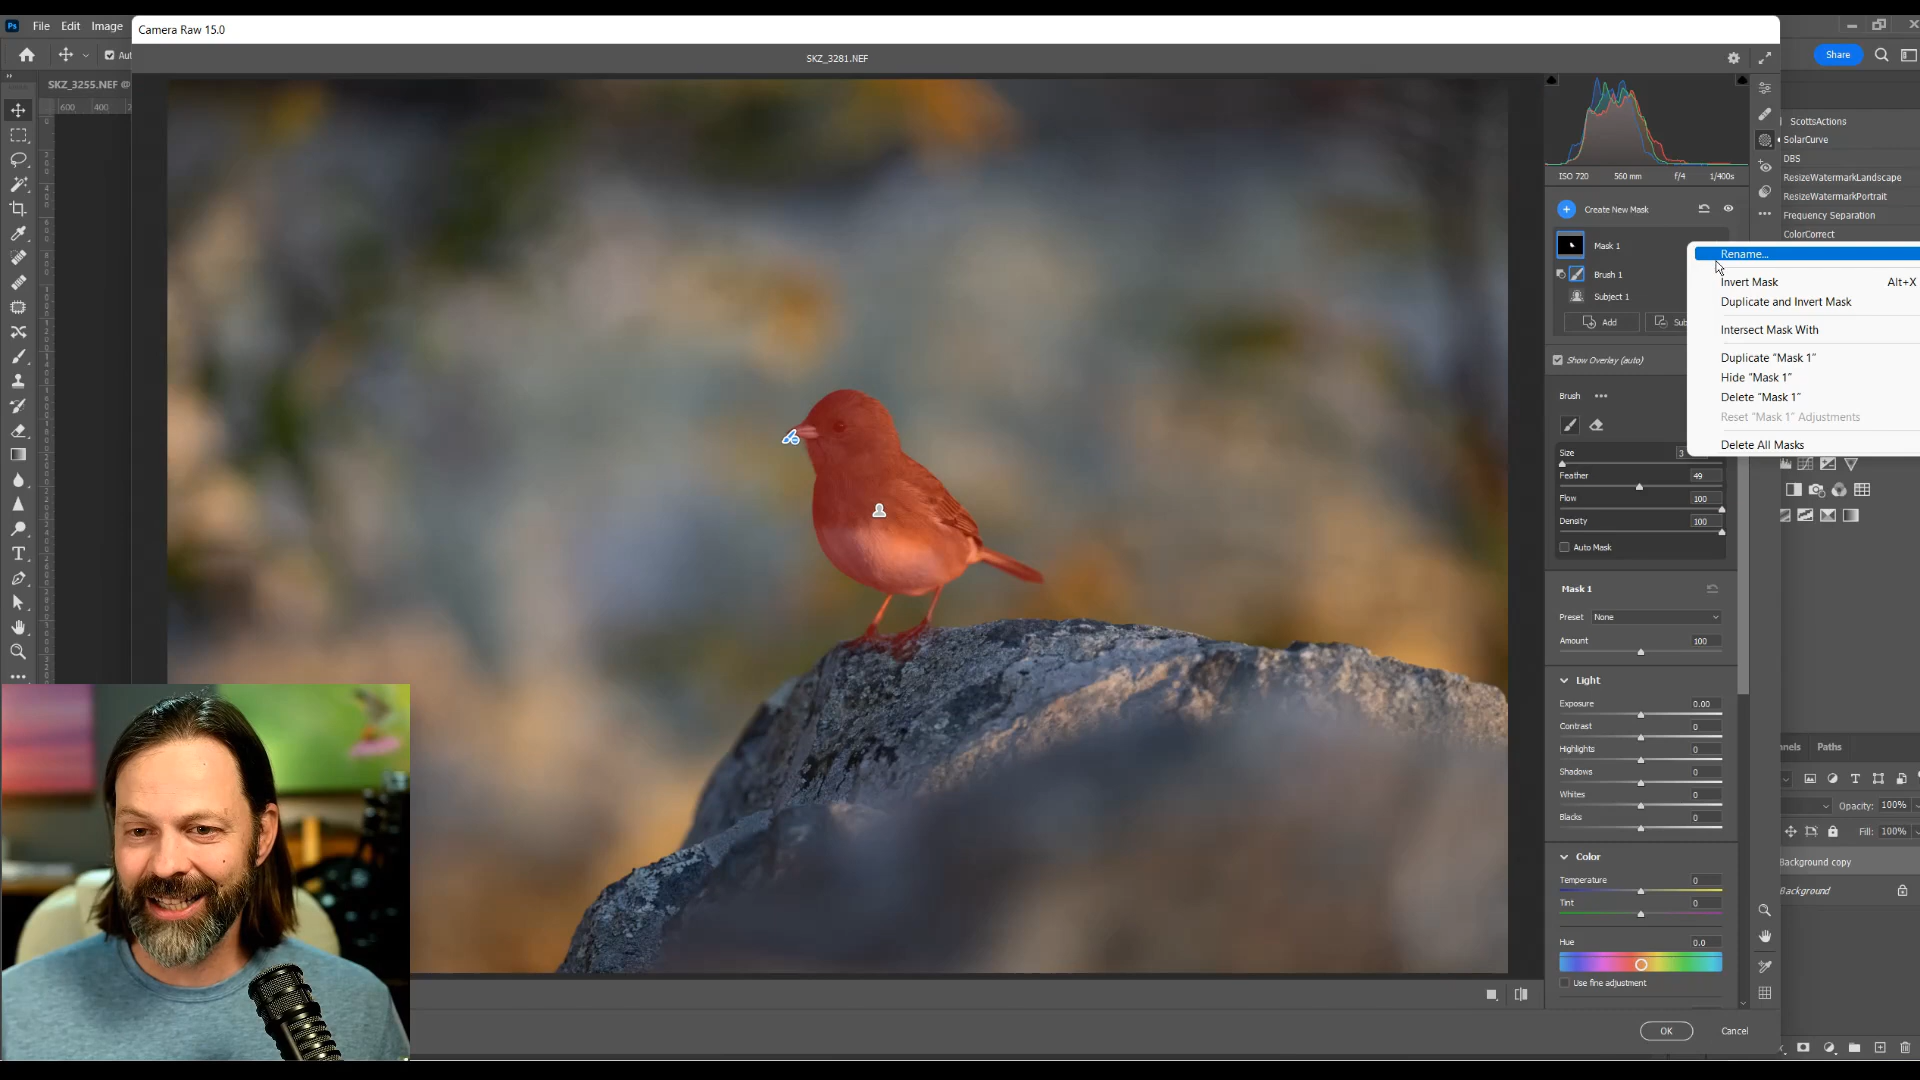 Camera Raw 15.0
Ps
File
Edit
Image
Share
SKZ_3281.NEF
SKZ_3255.NEF @
600
400
ISO 720
560 mm
f/4
1/400s
ScottsActions
SolarCurve
DBS
ResizeWatermarkLandscape
ResizeWatermarkPortrait
Frequency Separation
ColorCorrect
Create New Mask
Mask 1
Brush 1
Subject 1
Add
Rename...
Invert Mask
Alt+X
Duplicate and Invert Mask
Intersect Mask With
Duplicate “Mask 1”
Hide “Mask 1”
Delete “Mask 1”
Reset “Mask 1” Adjustments
Delete All Masks
Show Overlay (auto)
Brush
Size
3
Feather
49
Flow
100
Density
100
Auto Mask
Mask 1
Preset
None
Amount
100
Light
Exposure
0.00
Contrast
0
Highlights
0
Shadows
0
Whites
0
Blacks
0
Color
Temperature
0
Tint
0
Hue
0.0
Use fine adjustment
OK
Cancel
Paths
Opacity: 100%
Fill: 100%
Background copy
Background